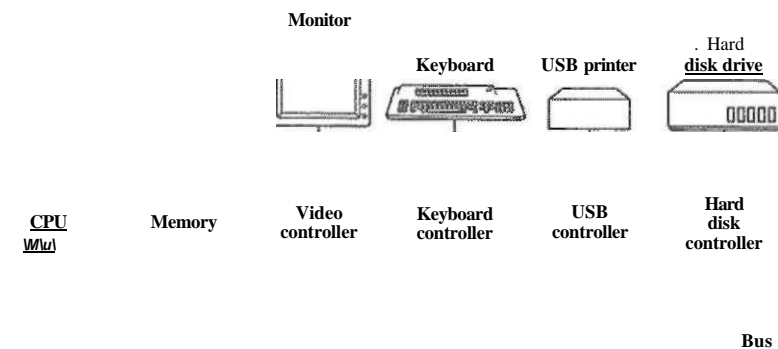 Monitor
Keyboard
USB printer
. Hard
disk drive
CPU
Memory
Video
controller
Keyboard
controller
USB
controller
Hard
disk
controller
Bus